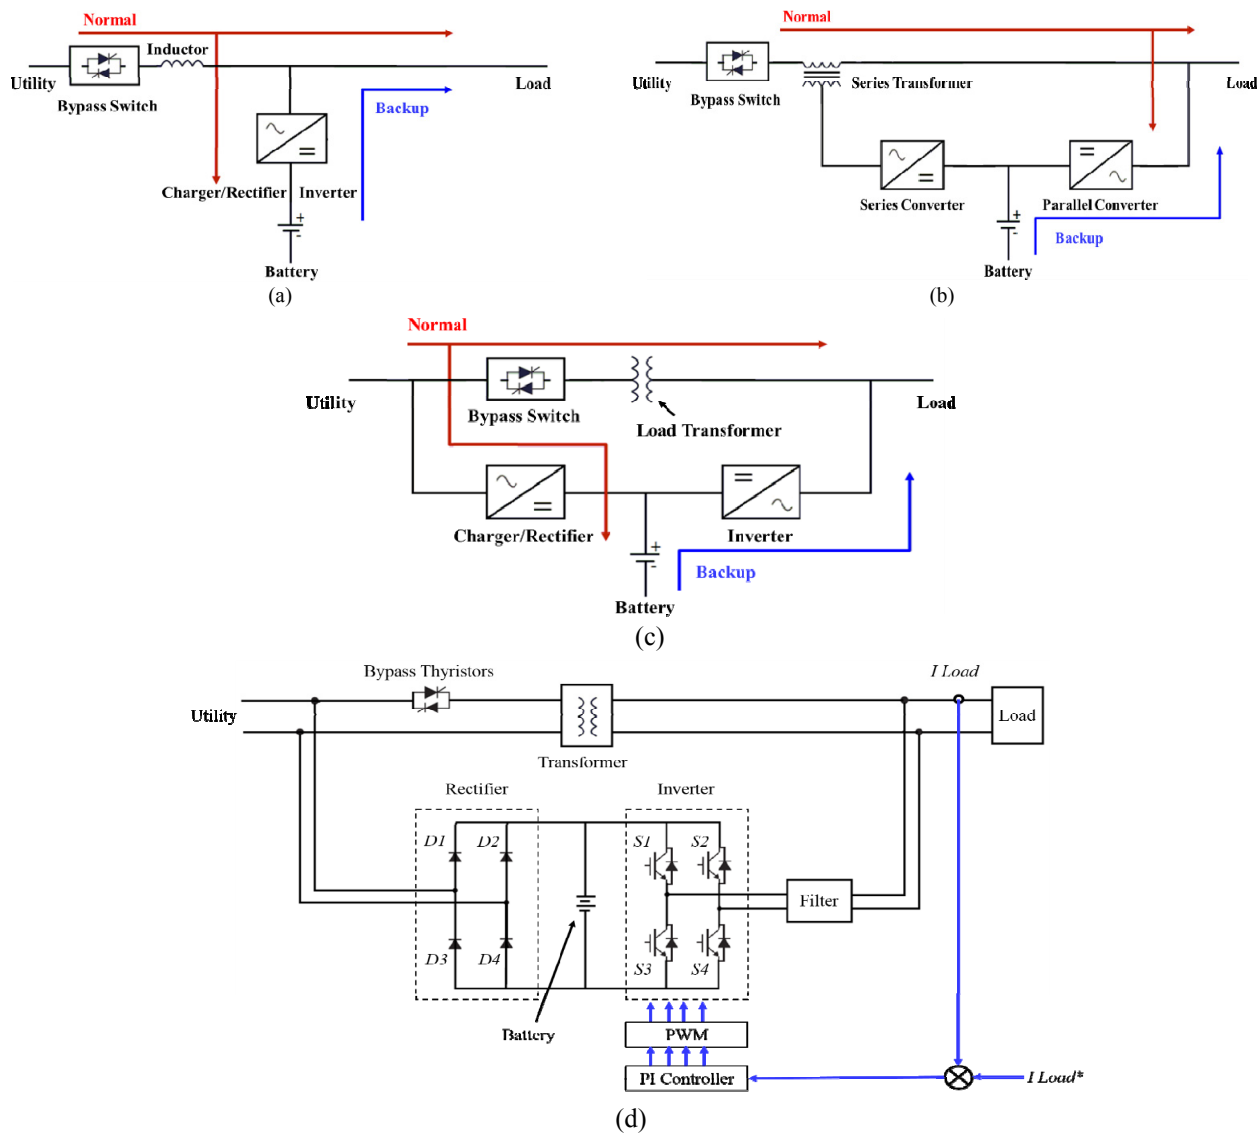 Normal
Inductor
Utility
Load
Bypass Switch
Backup
Charger/Rectifier
Inverter
+
-
Battery
(a)
Normal
Utility
Series Transformer
Load
Bypass Switch
Series Converter
Parallel Converter
+
-
Backup
Battery
(b)
Normal
Utility
Bypass Switch
Load
Load Transformer
Charger/Rectifier
Inverter
+
-
Backup
Battery
(c)
Bypass Thyristors
I Load
Utility
Load
Transformer
Rectifier
Inverter
D1
D2
S1
S2
Filter
D3
D4
S3
S4
Battery
PWM
PI Controller
I Load*
(d)